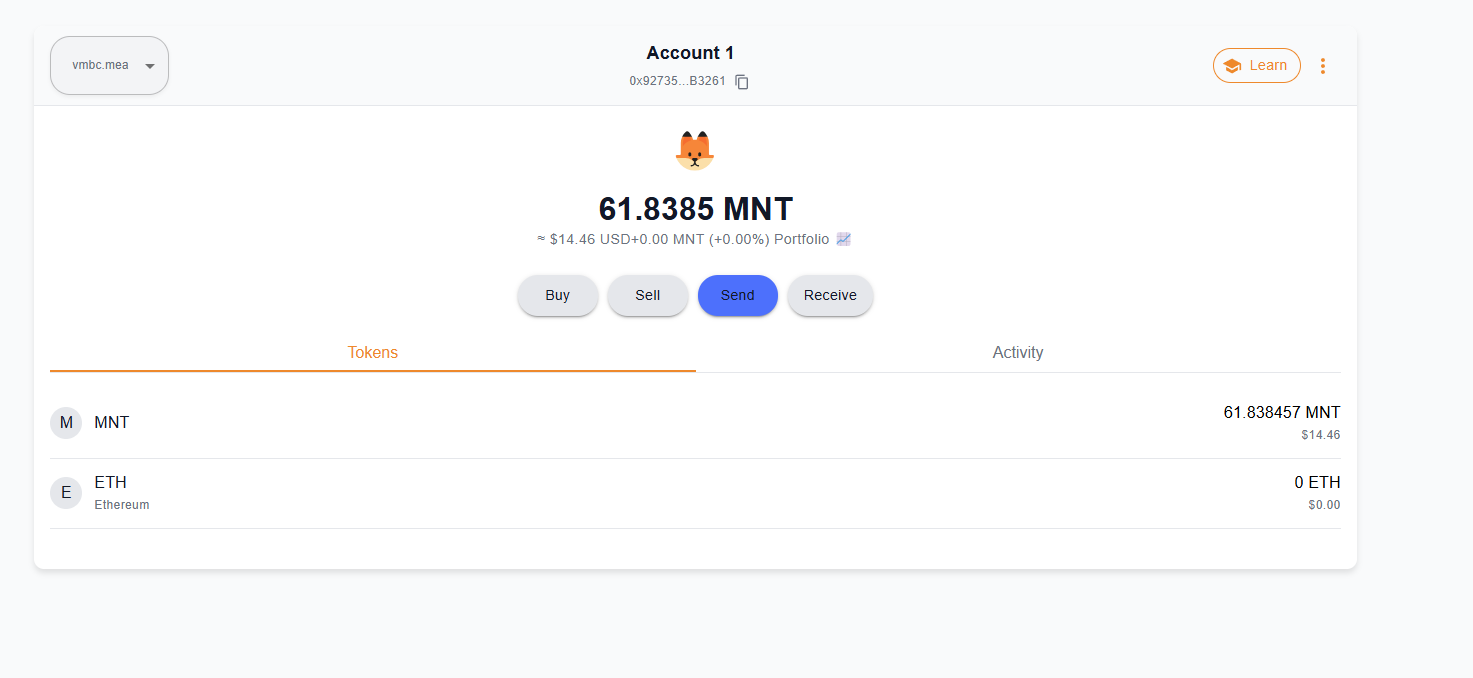 vmbc.mea
Account 1
0x92735...B3261
Learn
61.8385 MNT
≈ $14.46 USD+0.00 MNT (+0.00%) Portfolio
Buy
Sell
Send
Receive
Tokens
Activity
M
MNT
61.838457 MNT
$14.46
E
ETH
Ethereum
0 ETH
$0.00